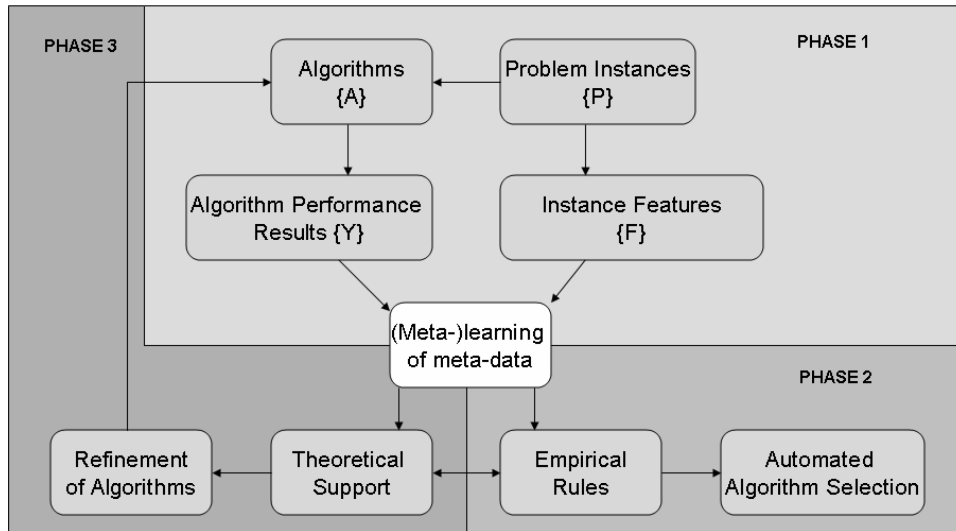 PHASE 3
PHASE 1
Algorithms
{A}
Problem Instances
{P}
Algorithm Performance
Results {Y}
Instance Features
{F}
(Meta-)learning
of meta-data
PHASE 2
Refinement
of Algorithms
Theoretical
Support
Empirical
Rules
Automated
Algorithm Selection